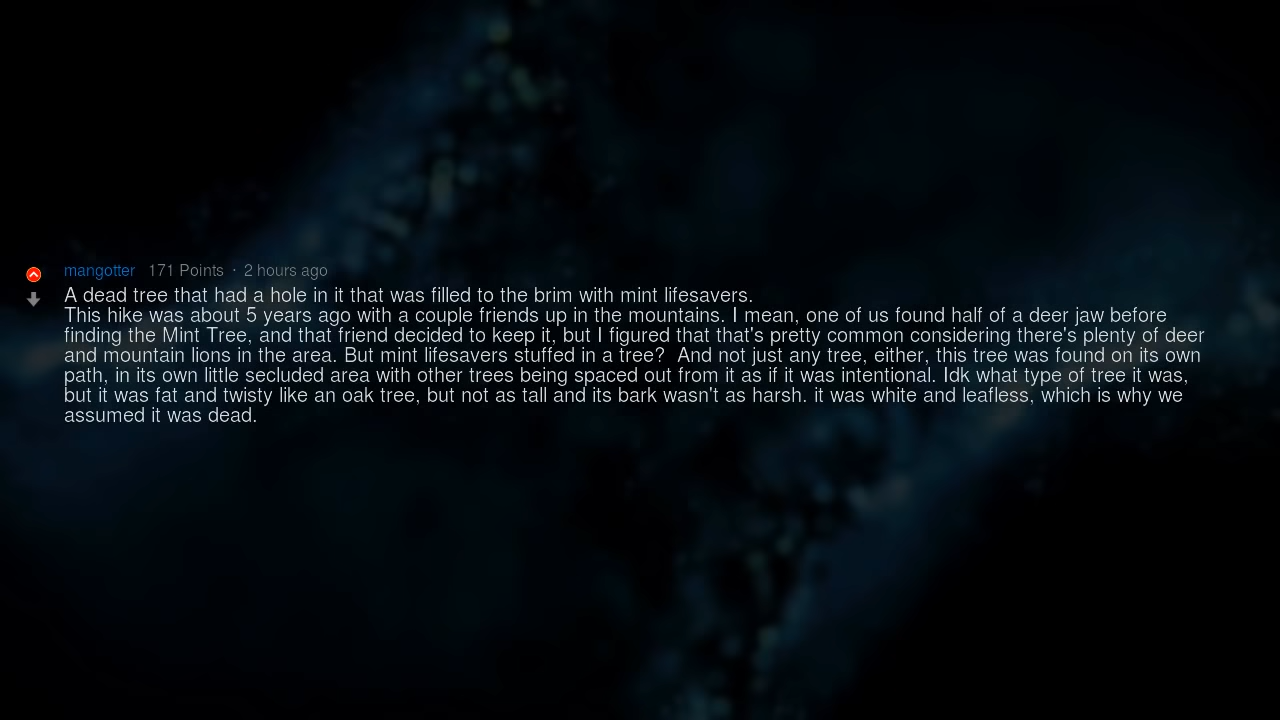 mangotter 171 Points · 2 hours ago
A dead tree that had a hole in it that was filled to the brim with mint lifesavers.
This hike was about 5 years ago with a couple friends up in the mountains. I mean, one of us found half of a deer jaw before
finding the Mint Tree, and that friend decided to keep it, but I figured that that's pretty common considering there's plenty of deer
and mountain lions in the area. But mint lifesavers stuffed in a tree?  And not just any tree, either, this tree was found on its own
path, in its own little secluded area with other trees being spaced out from it as if it was intentional. Idk what type of tree it was,
but it was fat and twisty like an oak tree, but not as tall and its bark wasn't as harsh. it was white and leafless, which is why we
assumed it was dead.